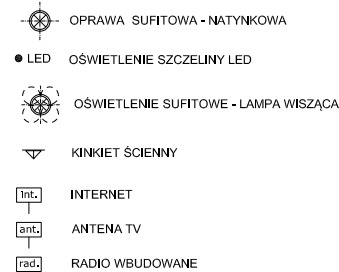 OPRAWA SUFITOWA - NATYNKOWA
LED OŚWIETLENIE SZCZELINY LED
OŚWIETLENIE SUFITOWE - LAMPA WISZĄCA
KINKIET ŚCIENNY
Int. INTERNET
ant. ANTENA TV
rad. RADIO WBUDOWANE